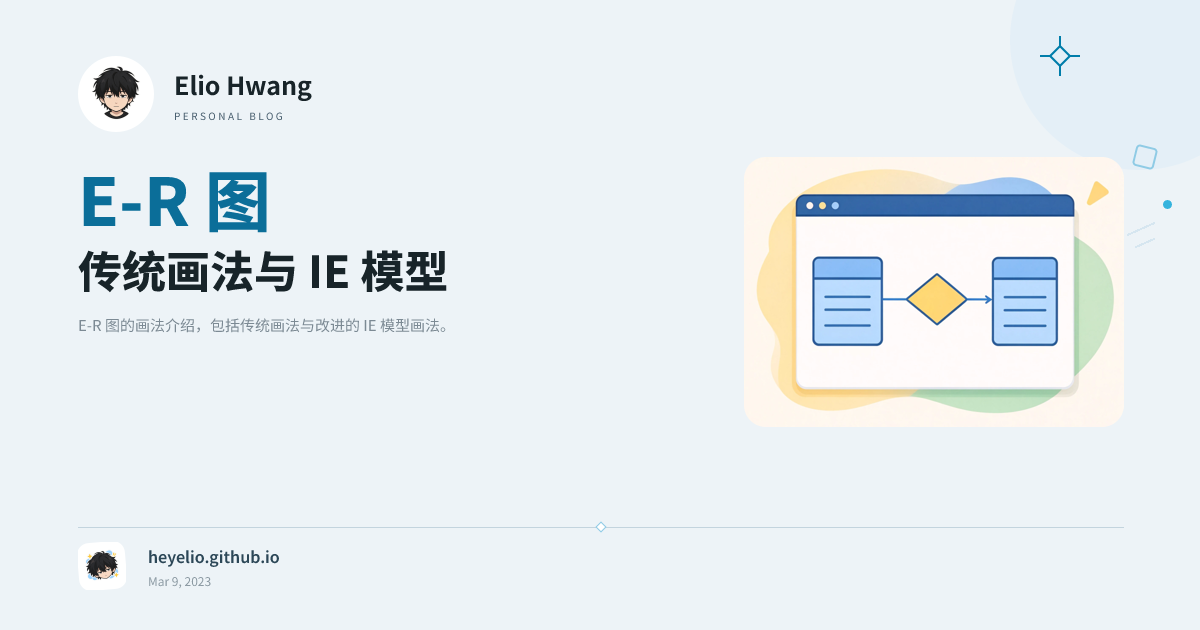 Elio Hwang
PERSONAL BLOG
E-R 图
传统画法与 IE 模型
E-R 图的画法介绍，包括传统画法与改进的 IE 模型画法。
heyelio.github.io
Mar 9, 2023